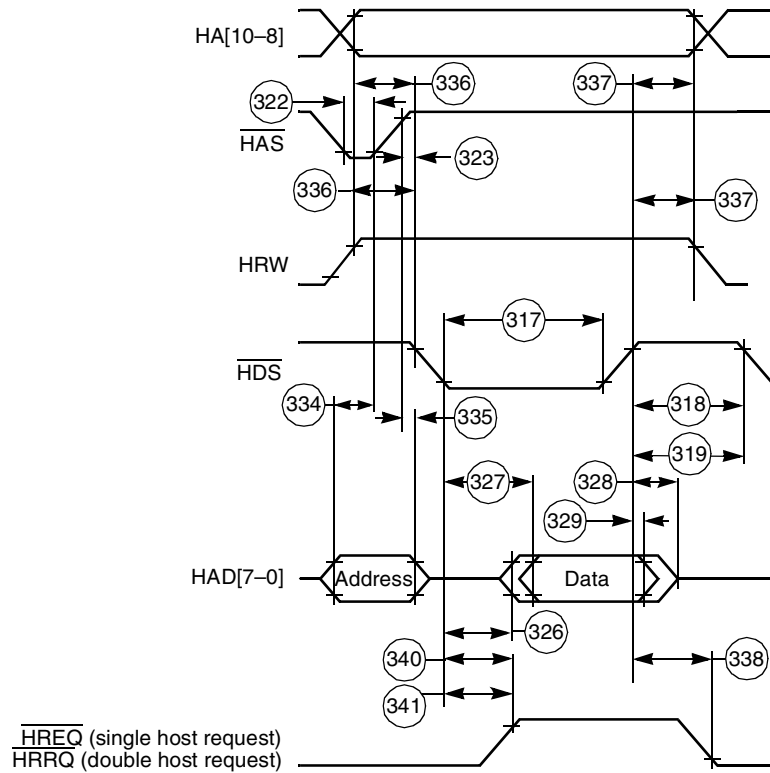 HA[10–8]
336
337
322
HAS
323
336
337
HRW
317
HDS
334
335
318
319
327
328
329
HAD[7–0]
Address
Data
326
340
338
341
HREQ (single host request)
HRRQ (double host request)